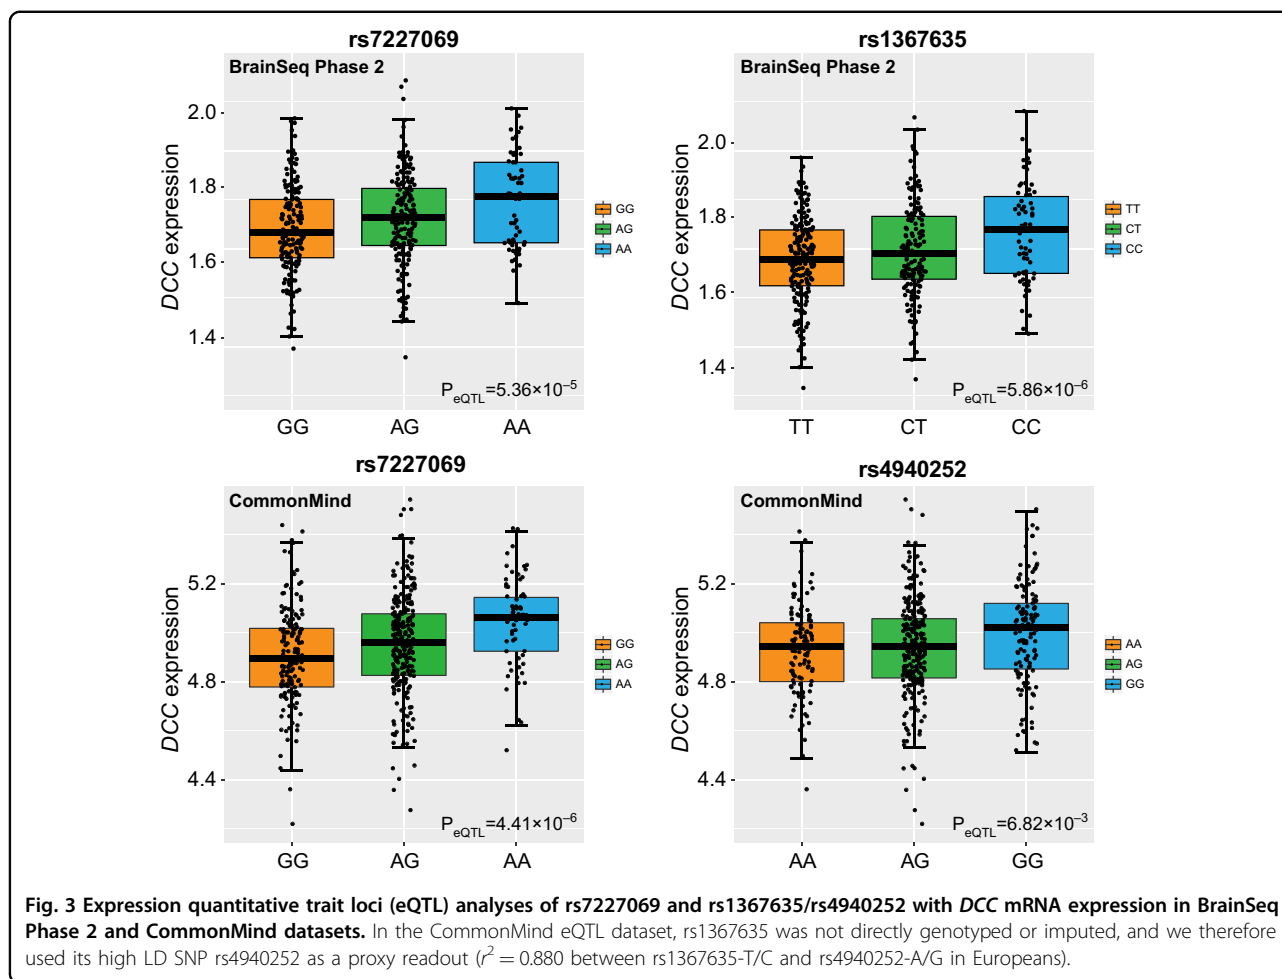 rs7227069
BrainSeq Phase 2
DCC expression
2.0
1.8
1.6
1.4
GG
AG
AA
P_eQTL=5.36×10⁻⁵
GG
AG
AA
rs1367635
BrainSeq Phase 2
DCC expression
2.0
1.8
1.6
1.4
TT
CT
CC
P_eQTL=5.86×10⁻⁶
TT
CT
CC
rs7227069
CommonMind
DCC expression
5.2
4.8
4.4
GG
AG
AA
P_eQTL=4.41×10⁻⁶
GG
AG
AA
rs4940252
CommonMind
DCC expression
5.2
4.8
4.4
AA
AG
GG
P_eQTL=6.82×10⁻³
AA
AG
GG
Fig. 3 Expression quantitative trait loci (eQTL) analyses of rs7227069 and rs1367635/rs4940252 with DCC mRNA expression in BrainSeq
Phase 2 and CommonMind datasets. In the CommonMind eQTL dataset, rs1367635 was not directly genotyped or imputed, and we therefore
used its high LD SNP rs4940252 as a proxy readout (r² = 0.880 between rs1367635-T/C and rs4940252-A/G in Europeans).